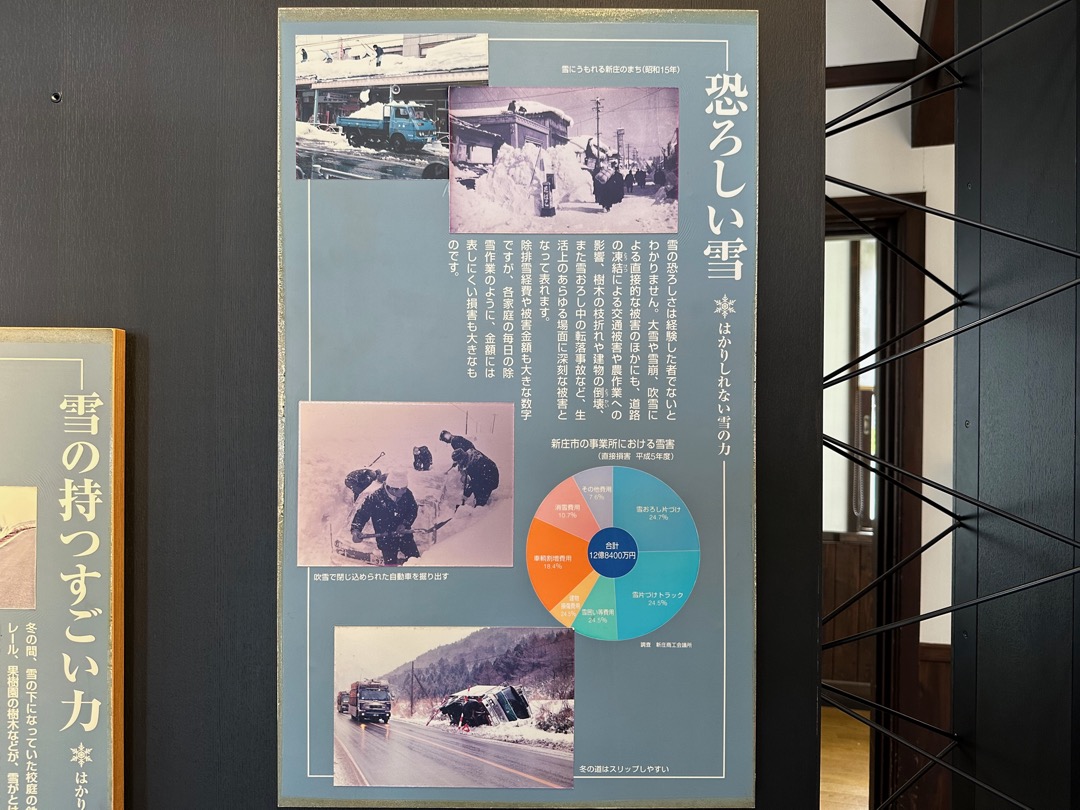 恐ろしい雪
はかりしれない雪の力
雪にうもれる新庄のまち(昭和15年)
雪の恐ろしさは経験した者でないと
わかりません。大雪や雪崩、吹雪に
よる直接的な被害のほかにも、道路
の凍結による交通被害や農作業への
影響、樹木の枝折れや建物の倒壊、
また雪おろし中の転落事故など、生
活上のあらゆる場面に深刻な被害と
なって表れます。
除排雪経費や被害金額も大きな数字
ですが、各家庭の毎日の除
雪作業のように、金額には
表しにくい損害も大きなも
のです。
新庄市の事業所における雪害
(直接損害 平成5年度)
雪おろし片づけ
24.7%
雪片づけトラック
24.5%
雪囲い等費用
24.5%
車輌割増費用
18.4%
消雪費用
10.7%
その他費用
7.6%
合計
12億8400万円
調査 新庄商工会議所
吹雪で閉じ込められた自動車を掘り出す
冬の道はスリップしやすい
雪の持つすごい力
はかり
冬の間、雪の下になっていた校庭の
レール、果樹園の樹木などが、雪がと